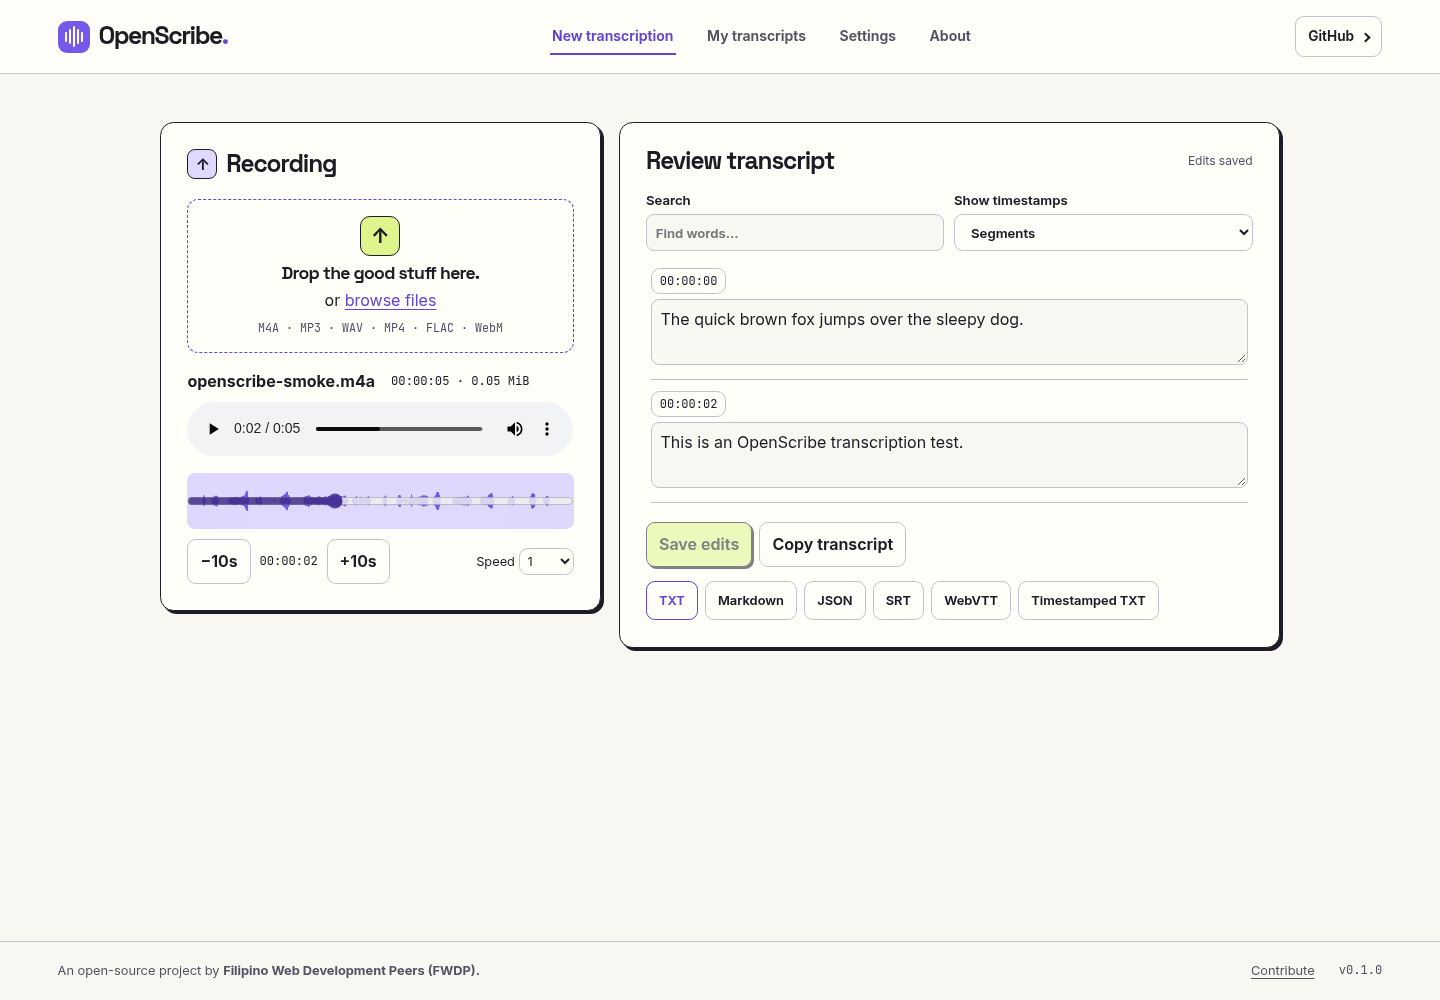 OpenScribe.
New transcription
My transcripts
Settings
About
GitHub
Recording
Drop the good stuff here.
or browse files
M4A · MP3 · WAV · MP4 · FLAC · WebM
openscribe-smoke.m4a 00:00:05 · 0.05 MiB
0:02 / 0:05
−10s 00:00:02 +10s Speed 1
Review transcript
Edits saved
Search
Find words...
Show timestamps
Segments
00:00:00
The quick brown fox jumps over the sleepy dog.
00:00:02
This is an OpenScribe transcription test.
Save edits
Copy transcript
TXT
Markdown
JSON
SRT
WebVTT
Timestamped TXT
An open-source project by Filipino Web Development Peers (FWDP).
Contribute
v0.1.0